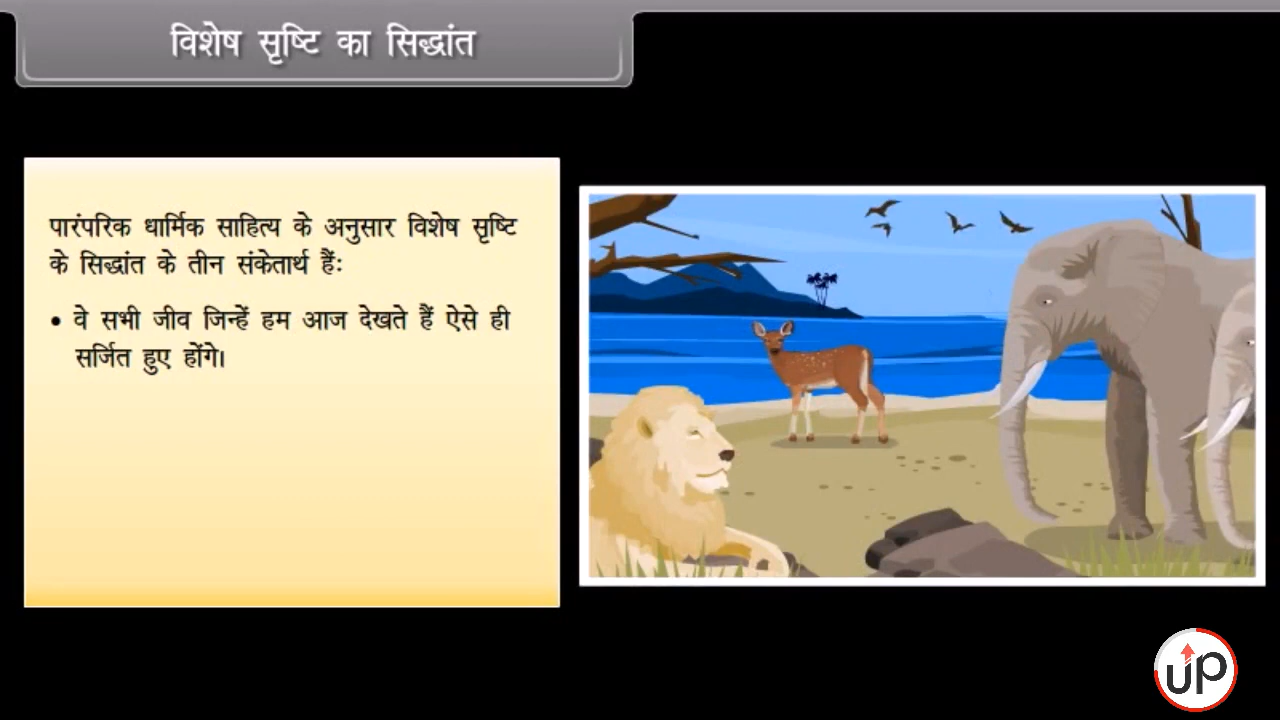 विशेष सृष्टि का सिद्धांत
पारंपरिक धार्मिक साहित्य के अनुसार विशेष सृष्टि
के सिद्धांत के तीन संकेतार्थ हैं:
• वे सभी जीव जिन्हें हम आज देखते हैं ऐसे ही
सर्जित हुए होंगे।
UP